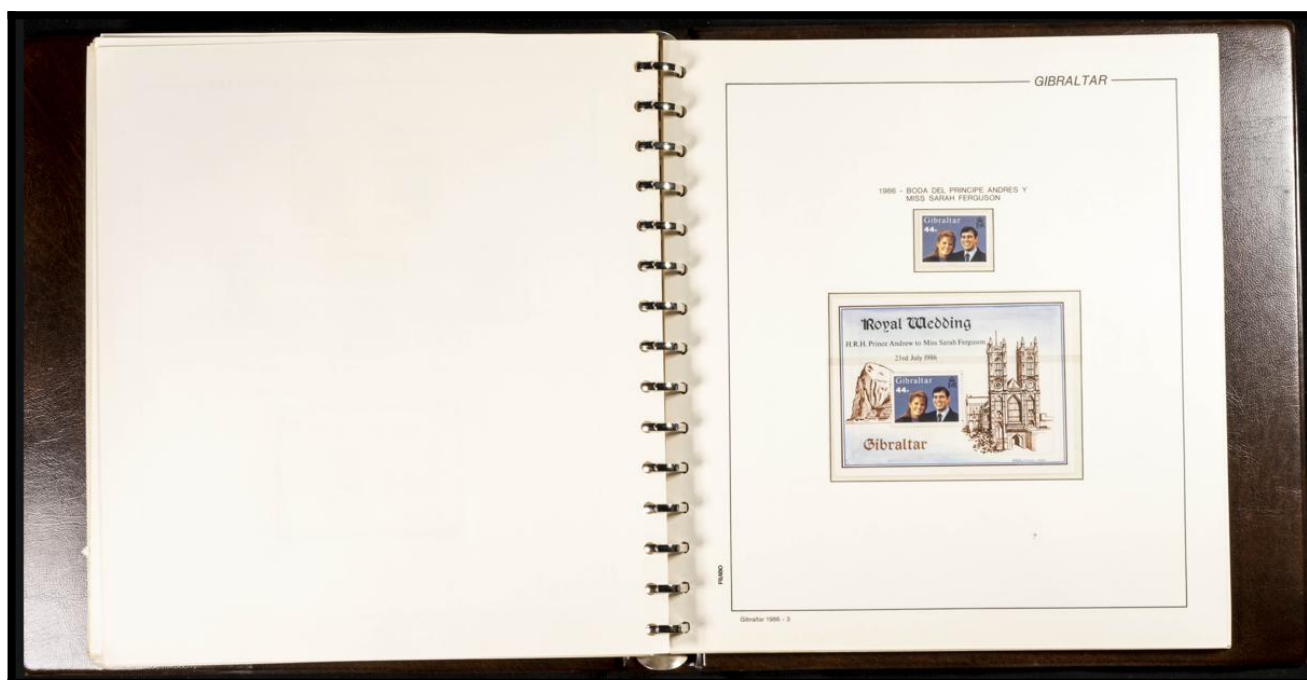 GIBRALTAR
1986 - BODA DEL PRINCIPE ANDRES Y
MISS SARAH FERGUSON
Gibraltar
44P
Royal Wedding
H.R.H. Prince Andrew to Miss Sarah Ferguson
23rd July 1986
Gibraltar
44P
Gibraltar
FILABO
Gibraltar 1986 - 3